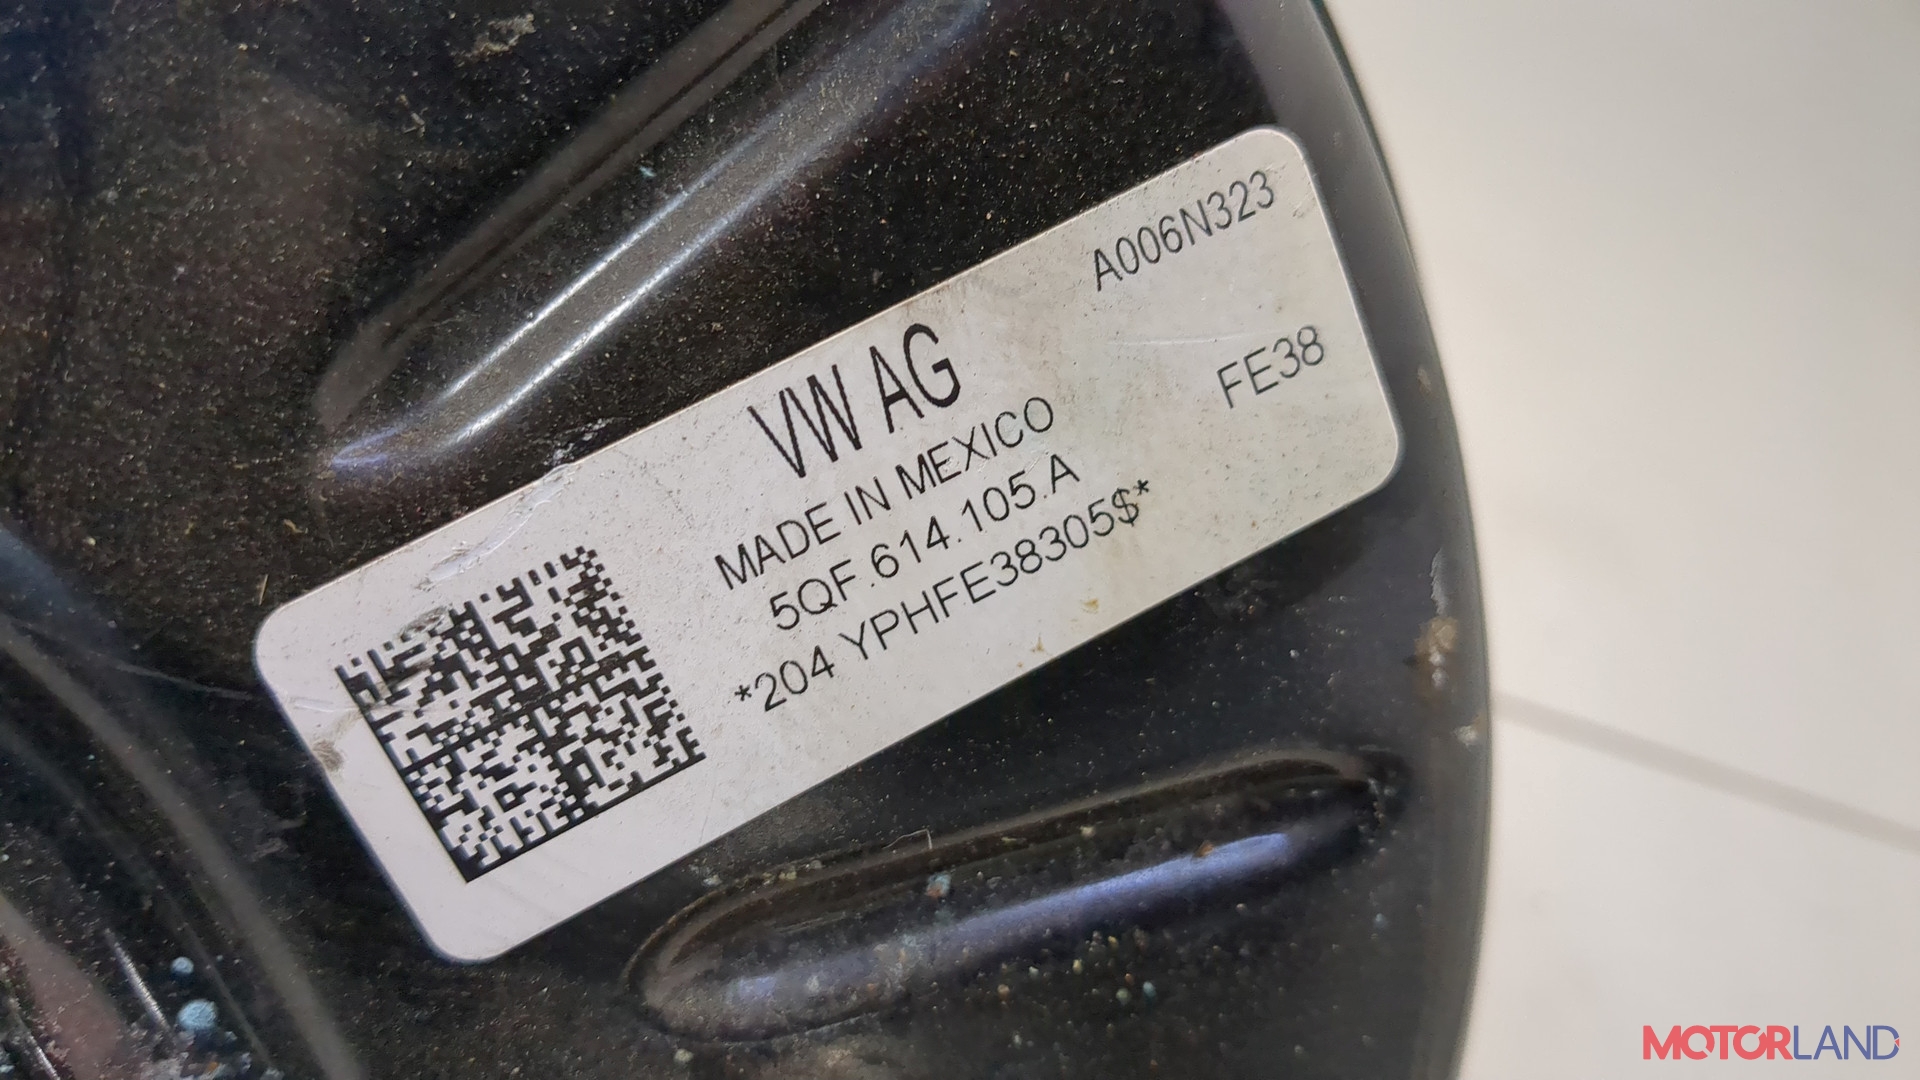 A006N323
VW AG
FE38
MADE IN MEXICO
5QF.614.105.A
*204 YPHFE38305$*
MOTORLAND